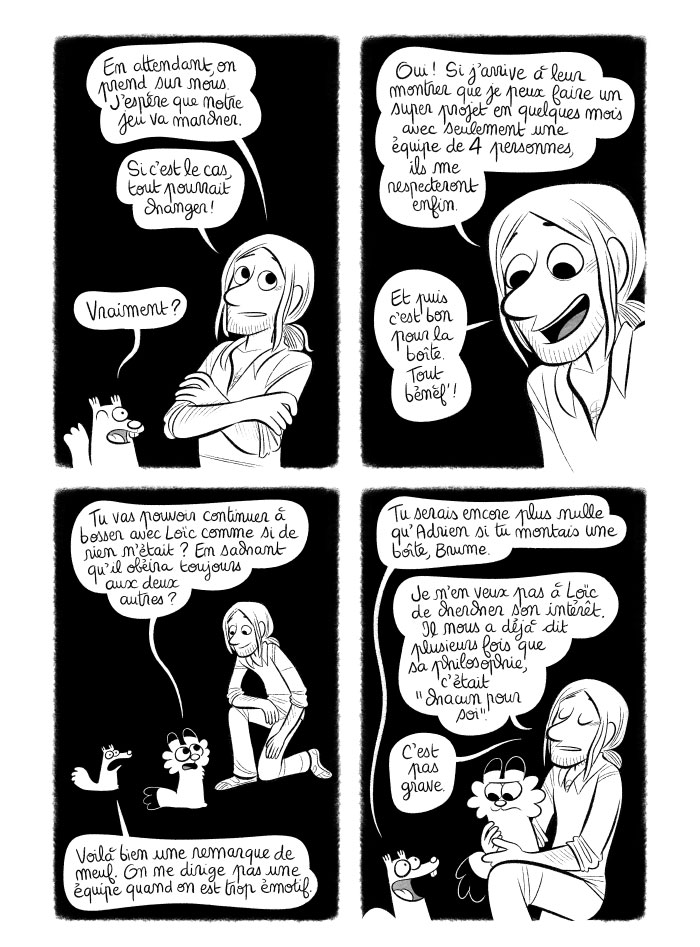 En attendant, on
prend sur nous.
J'espère que notre
jeu va marcher.
Si c'est le cas,
tout pourrait
changer!
Vraiment?
Oui! Si j'arrive à leur
montrer que je peux faire un
super projet en quelques mois
avec seulement une
équipe de 4 personnes,
ils me
respecteront
enfin.
Et puis
c'est bon
pour la
boîte.
Tout
bénéf'!
Tu vas pouvoir continuer à
bosser avec Loïc comme si de
rien n'était? En sachant
qu'il obéira toujours
aux deux
autres?
Voilà bien une remarque de
meuf. On ne dirige pas une
équipe quand on est trop émotif.
Tu serais encore plus nulle
qu'Adrien si tu montais une
boîte, Brume.
Je n'en veux pas à Loïc
de chercher son intérêt.
Il nous a déjà dit
plusieurs fois que
sa philosophie,
c'était
"chacun pour
soi".
C'est
pas
grave.